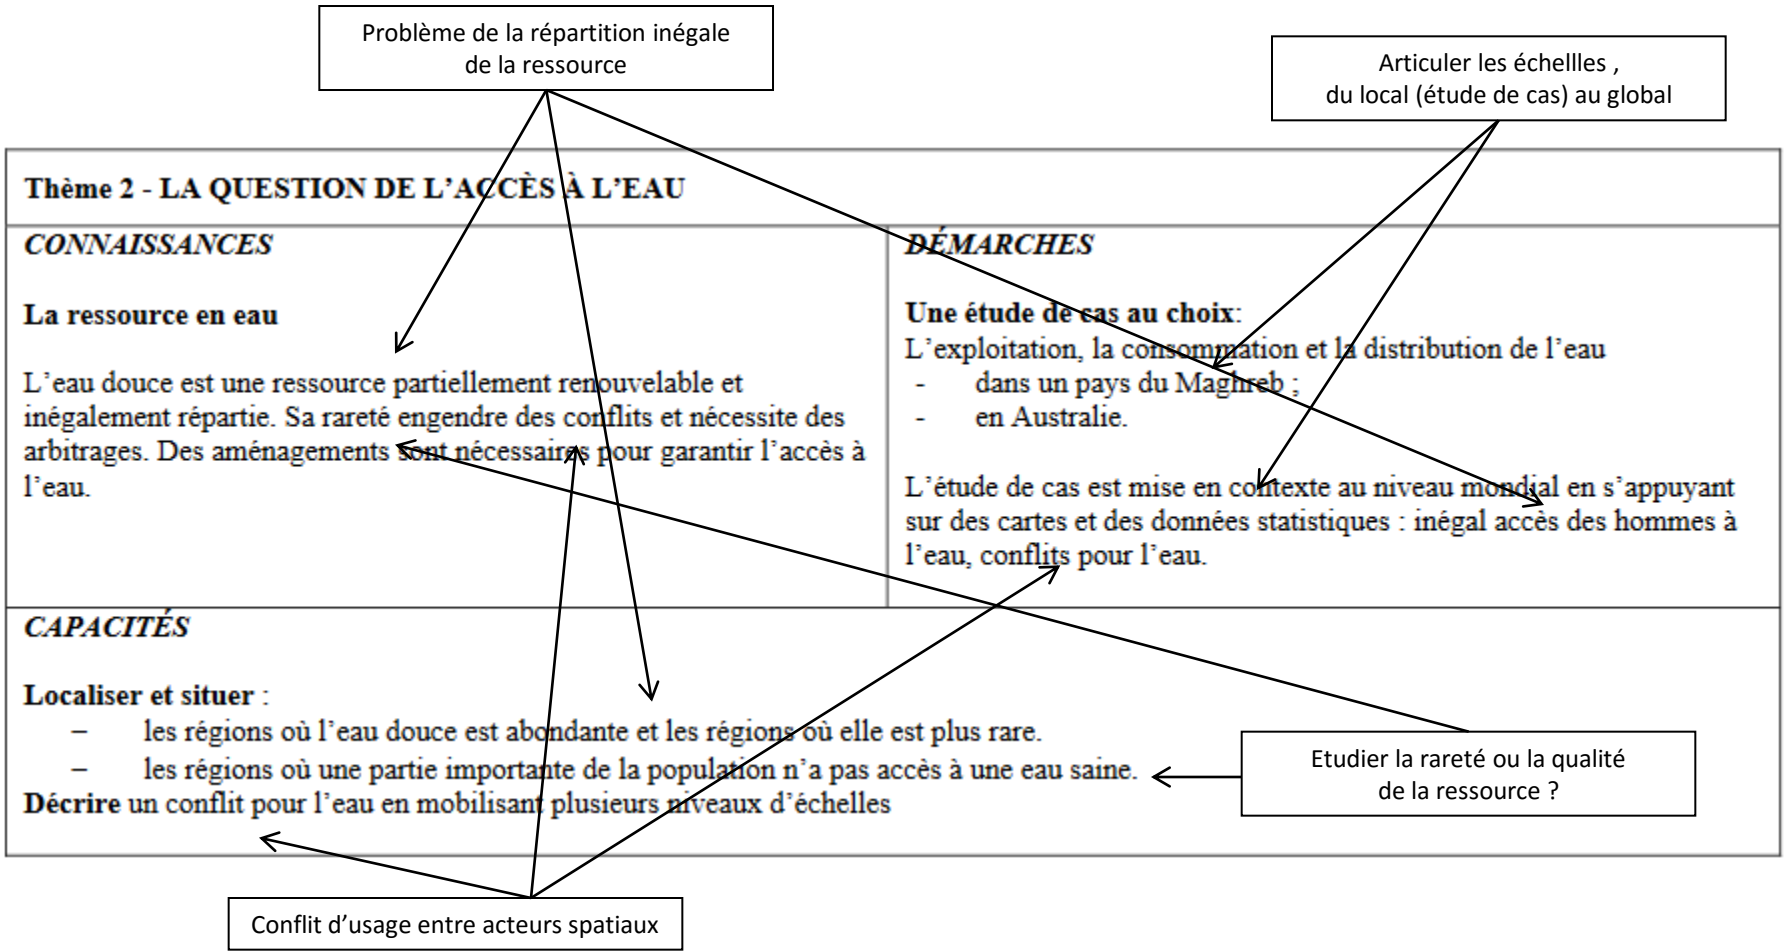 Problème de la répartition inégale
de la ressource
Articuler les échellles ,
du local (étude de cas) au global
Thème 2 - LA QUESTION DE L’ACCÈS À L’EAU
CONNAISSANCES
La ressource en eau
L’eau douce est une ressource partiellement renouvelable et
inégalement répartie. Sa rareté engendre des conflits et nécessite des
arbitrages. Des aménagements sont nécessaires pour garantir l’accès à
l’eau.
DÉMARCHES
Une étude de cas au choix:
L’exploitation, la consommation et la distribution de l’eau
- dans un pays du Maghreb ;
- en Australie.
L’étude de cas est mise en contexte au niveau mondial en s’appuyant
sur des cartes et des données statistiques : inégal accès des hommes à
l’eau, conflits pour l’eau.
CAPACITÉS
Localiser et situer :
– les régions où l’eau douce est abondante et les régions où elle est plus rare.
– les régions où une partie importante de la population n’a pas accès à une eau saine.
Décrire un conflit pour l’eau en mobilisant plusieurs niveaux d’échelles
Etudier la rareté ou la qualité
de la ressource ?
Conflit d’usage entre acteurs spatiaux